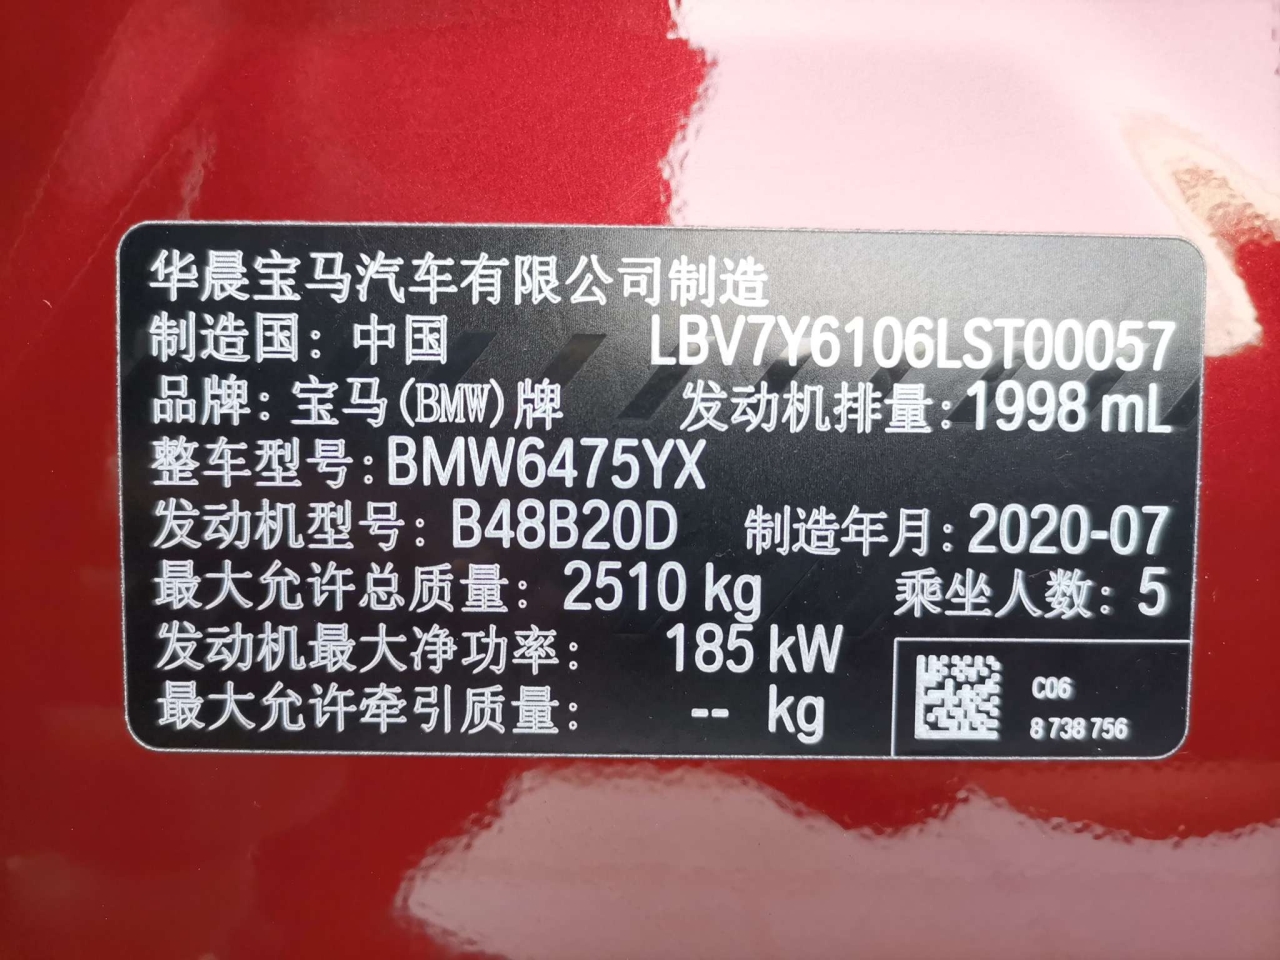 华晨宝马汽车有限公司制造
制造国：中国 LBV7Y6106LST00057
品牌：宝马(BMW)牌 发动机排量：1998 mL
整车型号：BMW6475YX
发动机型号：B48B20D 制造年月：2020-07
最大允许总质量：2510 kg 乘坐人数：5
发动机最大净功率： 185 kW
最大允许牵引质量： -- kg
C06
8 738 756